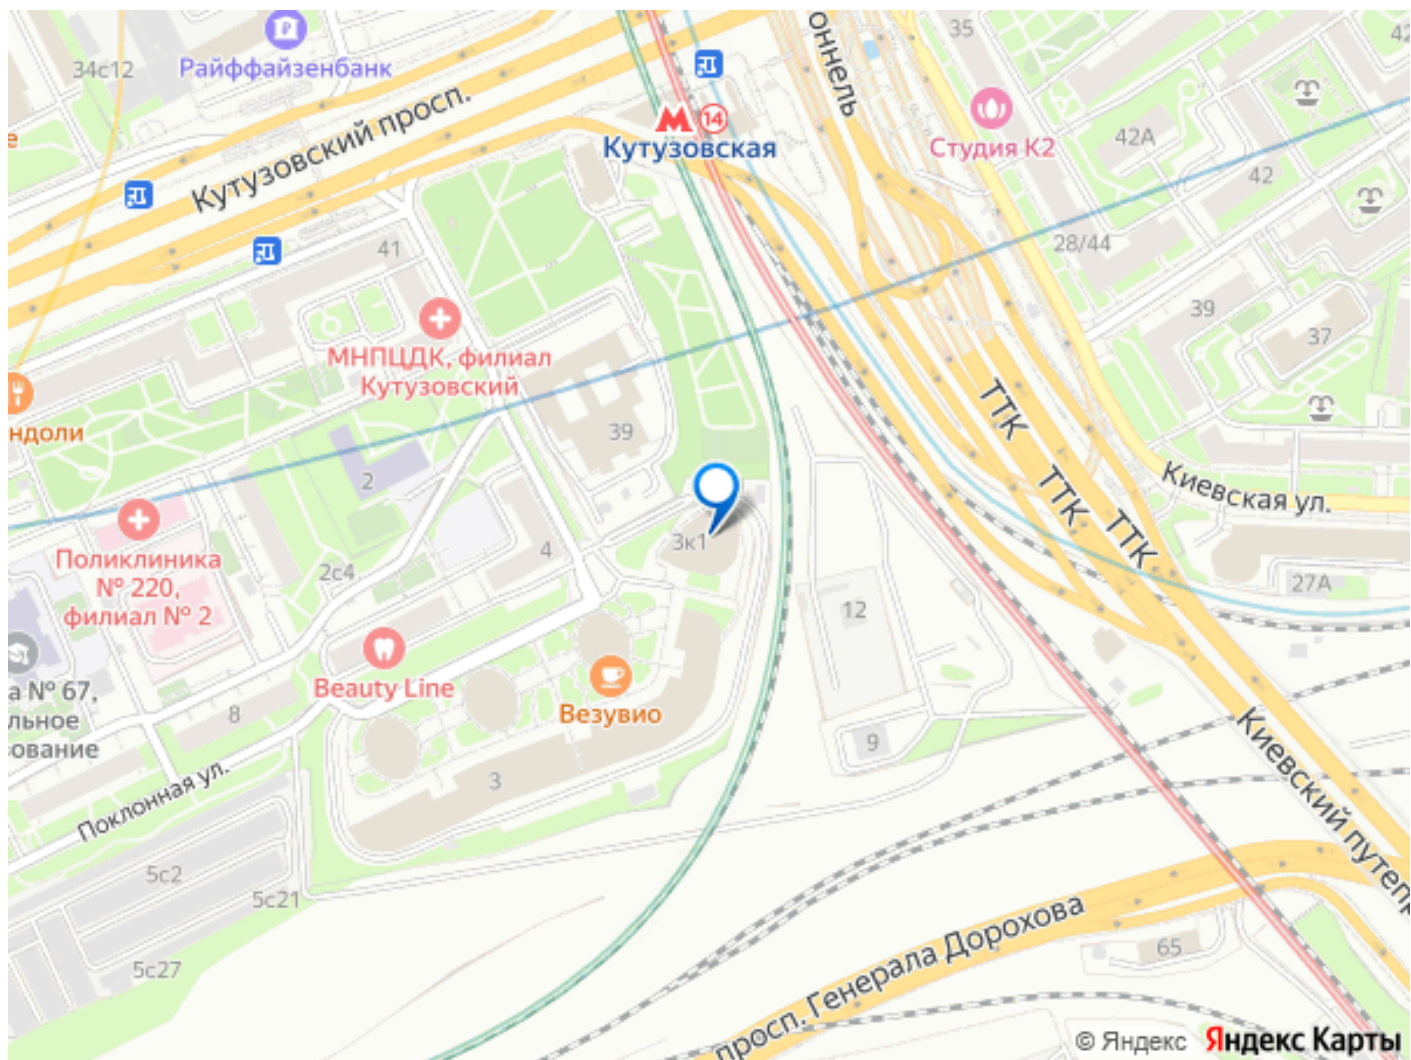 34с12
Райффайзенбанк
Кутузовский просп.
оннель
35
42
14
Кутузовская
Студия К2
42А
42
28/44
41
39
37
МНПЦДК, филиал
Кутузовский
ндоли
39
2
ТТК
ТТК
ТТК
Киевская ул.
Поликлиника
№ 220,
филиал № 2
3к1
4
2с4
27А
12
Beauty Line
Везувио
а № 67,
льное
зование
8
9
3
Поклонная ул.
Киевский путепр
5с2
5с21
5с27
просп. Генерала Дорохова
65
© Яндекс Яндекс Карты